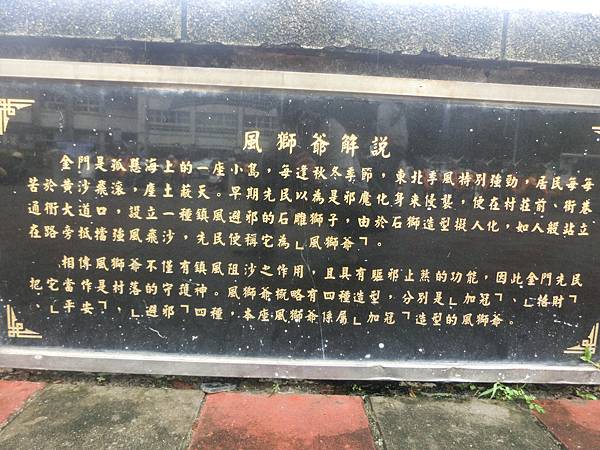 風獅爺解說
金門是孤懸海上的一座小島，每逢秋冬季節，東北季風特別強勁，居民每每
苦於黃沙飛滾，塵土蔽天。早期先民以為是邪魔化身來侵襲，便在村莊前、街巷
通衢大道口，設立一種鎮風避邪的石雕獅子，由於石獅造型擬人化，如人般站立
在路旁抵擋強風飛沙，先民便稱它為「風獅爺」。
相傳風獅爺不僅有鎮風阻沙之作用，且具有驅邪止煞的功能，因此金門先民
把它當作是村落的守護神。風獅爺概略有四種造型，分別是「加冠」、「招財」
、「平安」、「避邪」四種，本座風獅爺係屬「加冠」造型的風獅爺。